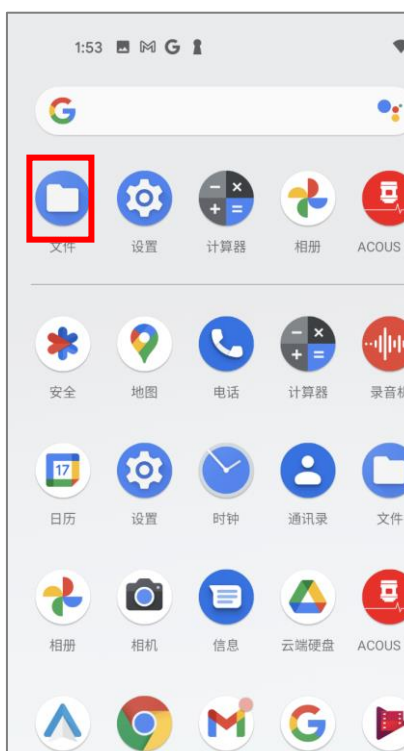 1:53
文件 设置 计算器 相册 ACOUS
安全 地图 电话 计算器 录音机
17
日历 设置 时钟 通讯录 文件
相册 相机 信息 云端硬盘 ACOUS